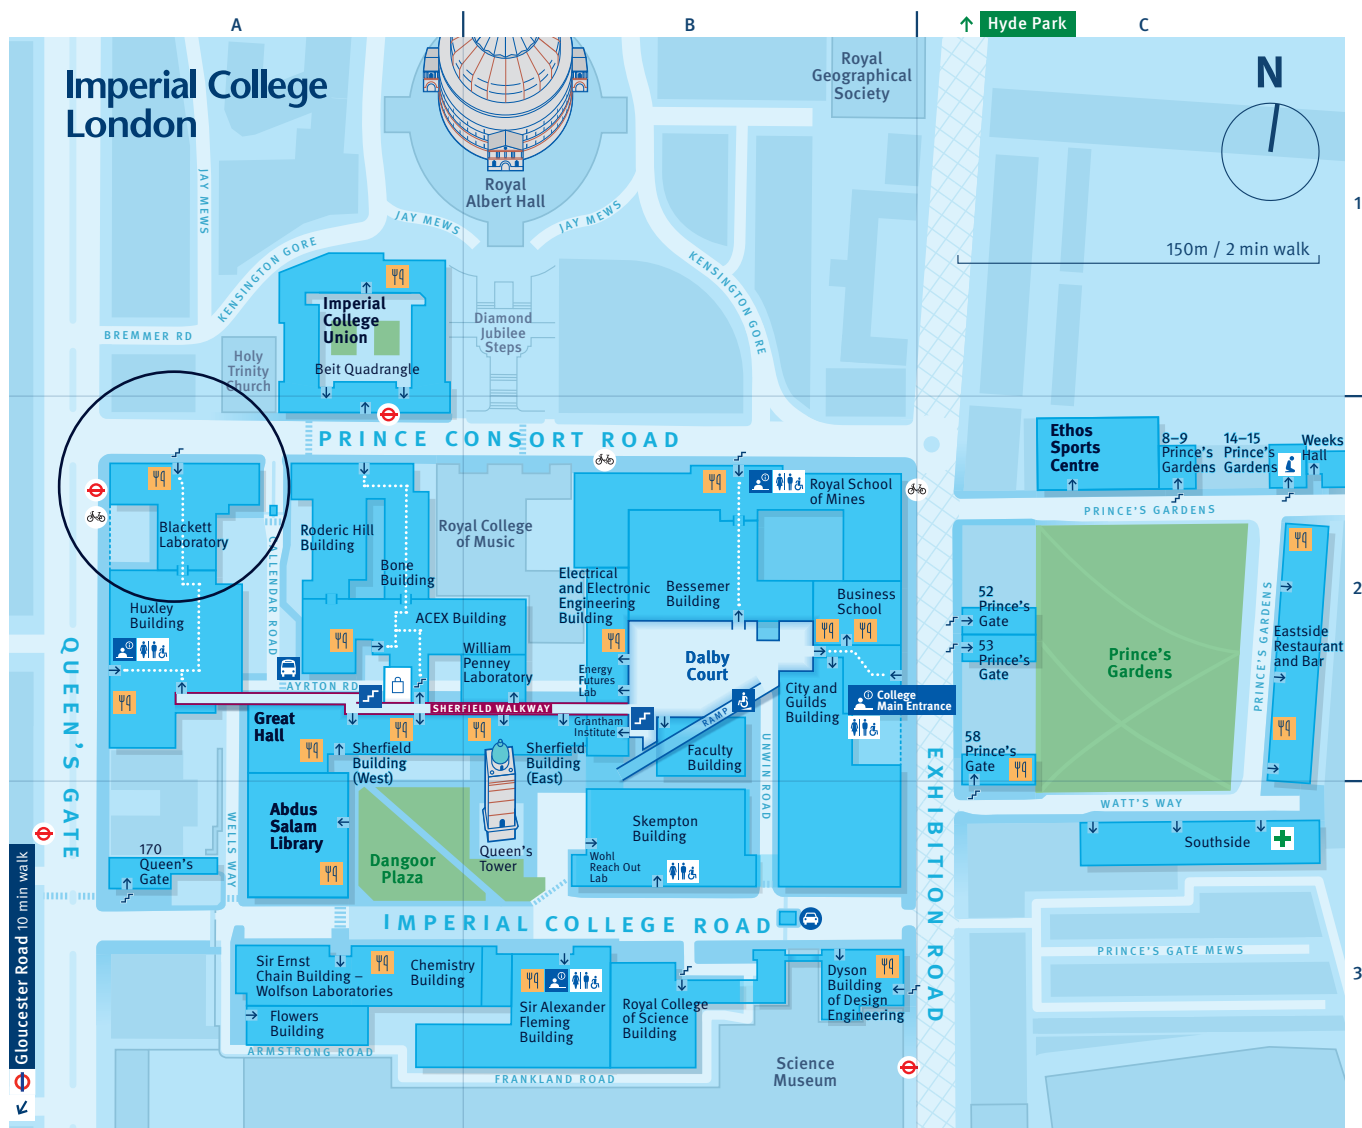 A
B
Hyde Park
C
Imperial College
London
N
1
150m / 2 min walk
Royal
Geographical
Society
Royal
Albert Hall
JAY MEWS
JAY MEWS
JAY MEWS
KENSINGTON GORE
KENSINGTON GORE
BREMMER RD
Imperial
College
Union
Beit Quadrangle
Diamond
Jubilee
Steps
Holy
Trinity
Church
PRINCE CONSORT ROAD
Ethos
Sports
Centre
8–9
Prince's
Gardens
14–15
Prince's
Gardens
Weeks
Hall
PRINCE'S GARDENS
Blackett
Laboratory
CALLENDAR ROAD
Roderic Hill
Building
Bone
Building
Royal College
of Music
Royal School
of Mines
Electrical
and Electronic
Engineering
Building
Bessemer
Building
Business
School
2
Huxley
Building
ACEX Building
William
Penney
Laboratory
Energy
Futures
Lab
Dalby
Court
52
Prince's
Gate
53
Prince's
Gate
Prince's
Gardens
PRINCE'S GARDENS
Eastside
Restaurant
and Bar
QUEEN'S GATE
AYRTON RD
SHERFIELD WALKWAY
Grantham
Institute
RAMP
City and
Guilds
Building
College
Main Entrance
Great
Hall
Sherfield
Building
(West)
Sherfield
Building
(East)
Faculty
Building
UNWIN ROAD
58
Prince's
Gate
EXHIBITION ROAD
WATT'S WAY
Southside
Abdus
Salam
Library
WELLS WAY
Dangoor
Plaza
Queen's
Tower
Skempton
Building
Wohl
Reach Out
Lab
170
Queen's
Gate
IMPERIAL COLLEGE ROAD
PRINCE'S GATE MEWS
3
Gloucester Road 10 min walk
Sir Ernst
Chain Building –
Wolfson Laboratories
Chemistry
Building
Flowers
Building
Sir Alexander
Fleming
Building
Royal College
of Science
Building
Dyson
Building
of Design
Engineering
ARMSTRONG ROAD
FRANKLAND ROAD
Science
Museum